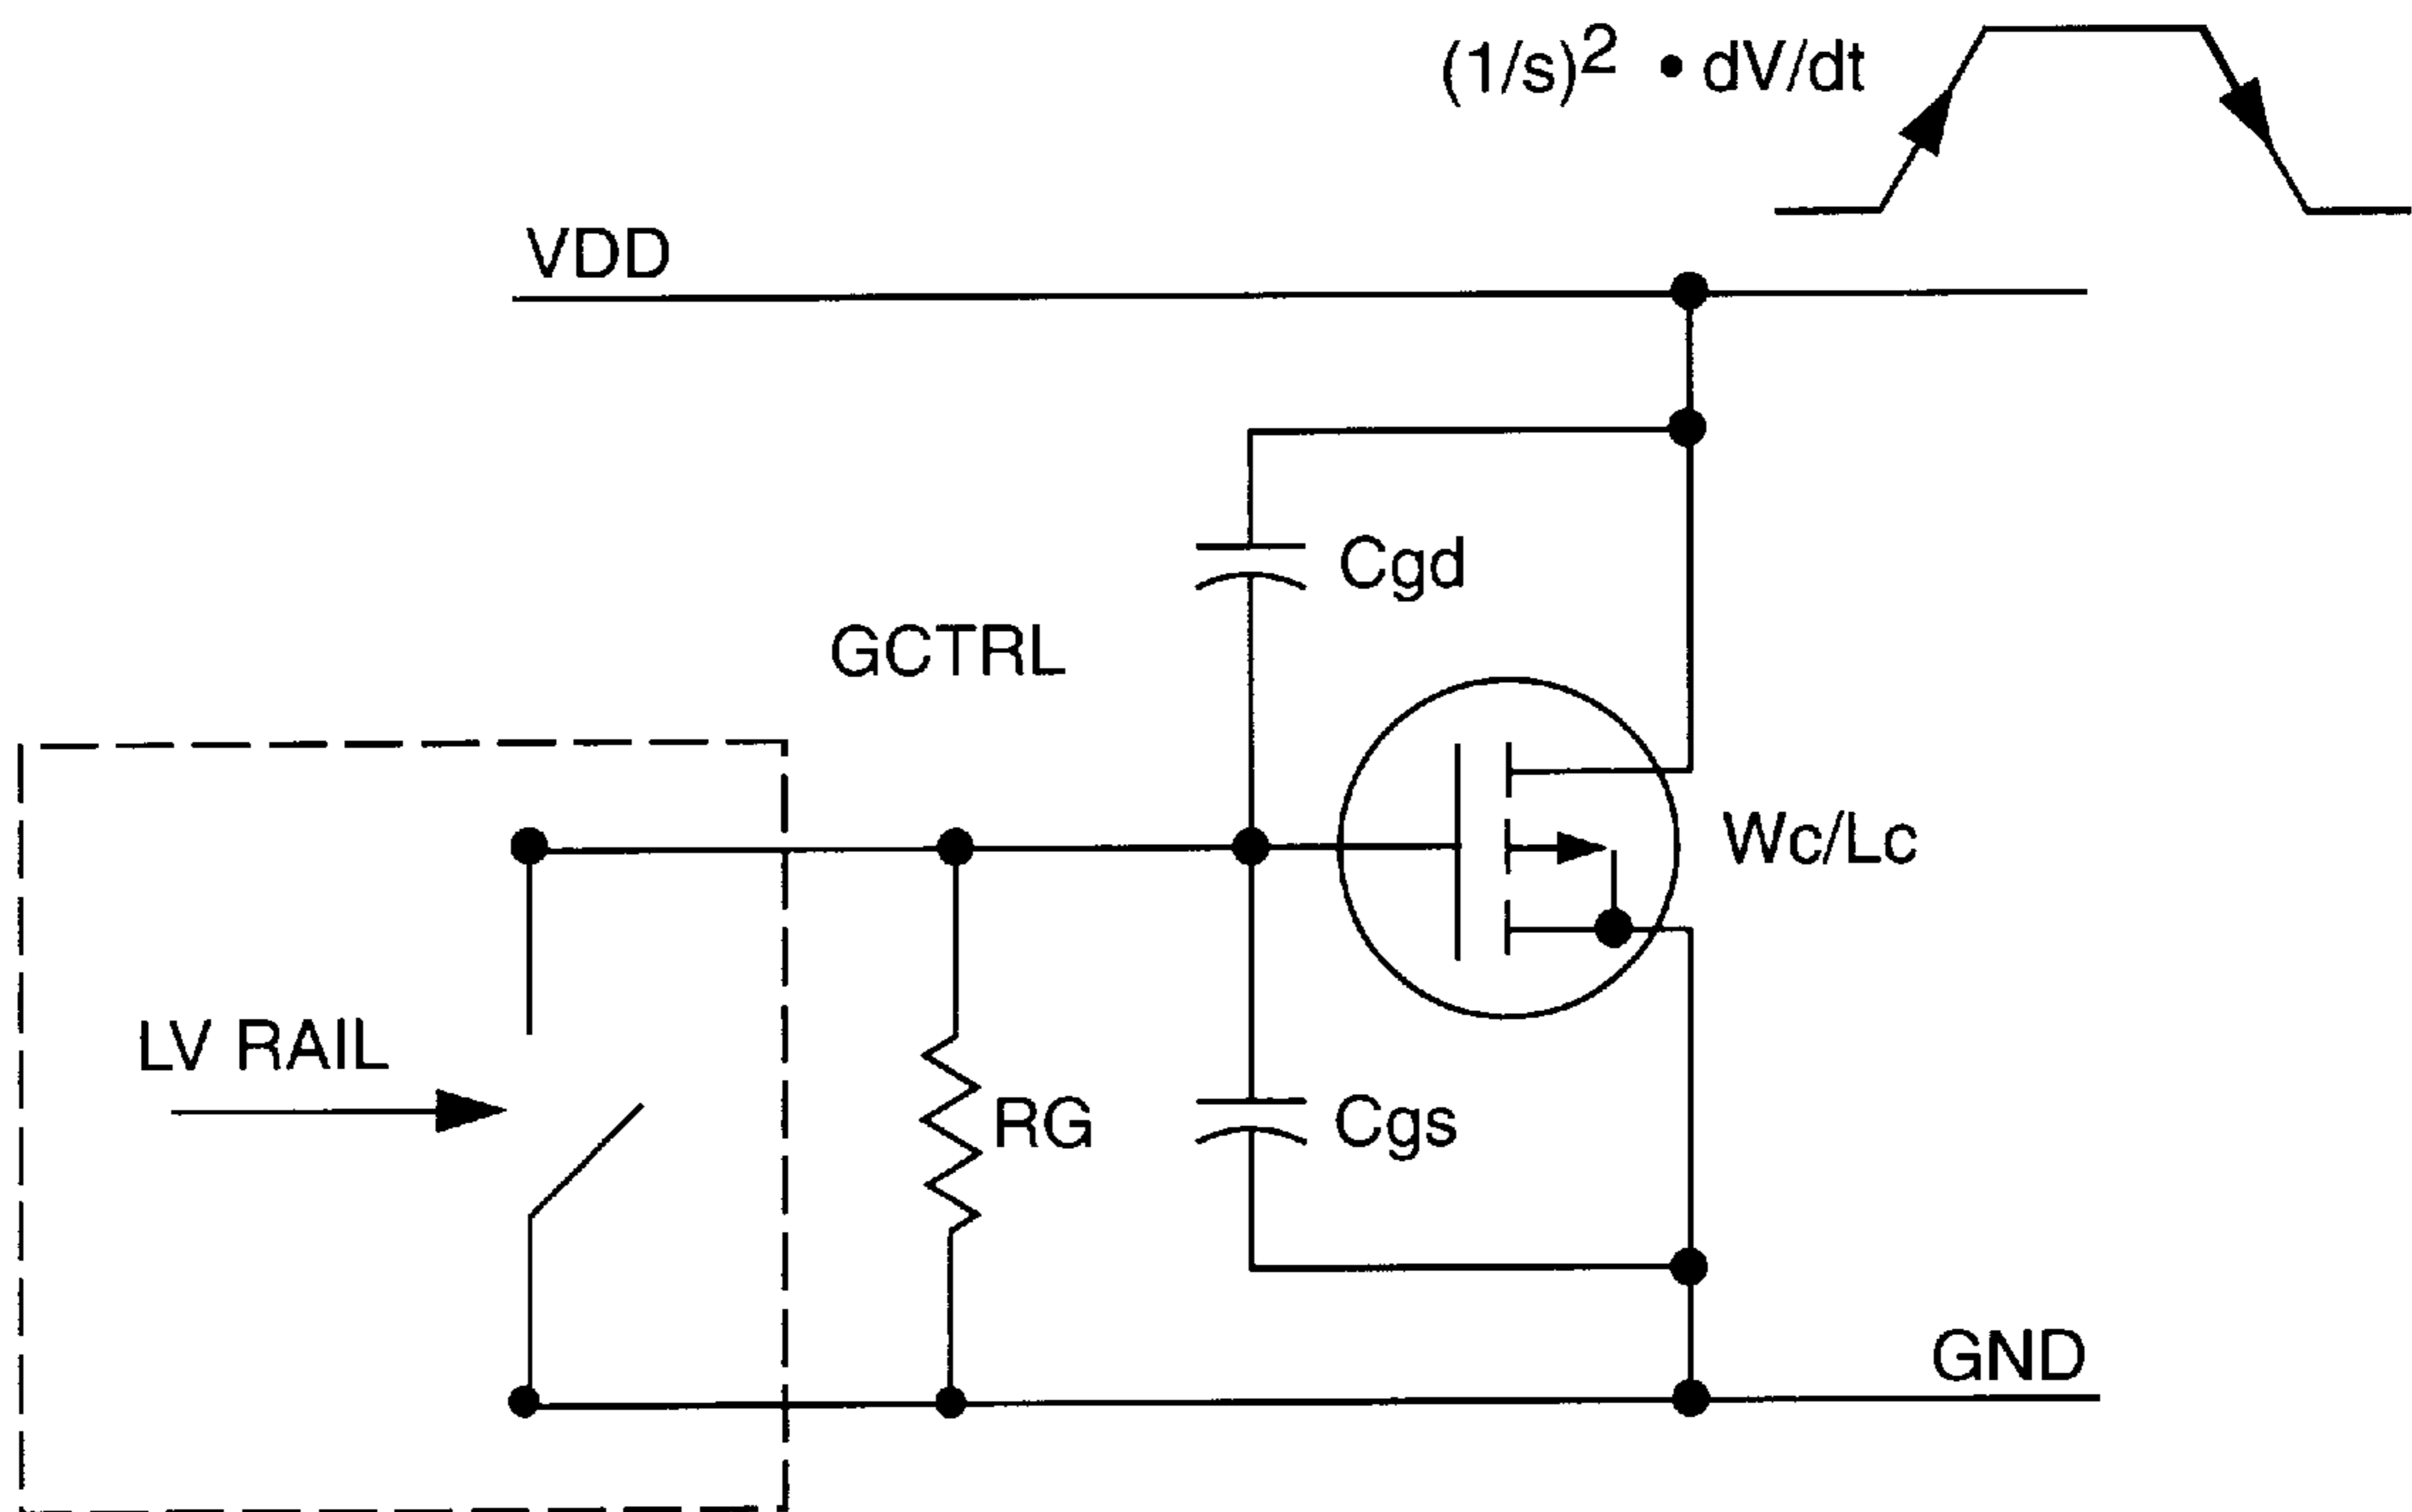 (1/s)² • dV/dt
VDD
Cgd
GCTRL
Wc/Lc
LV RAIL
RG
Cgs
GND